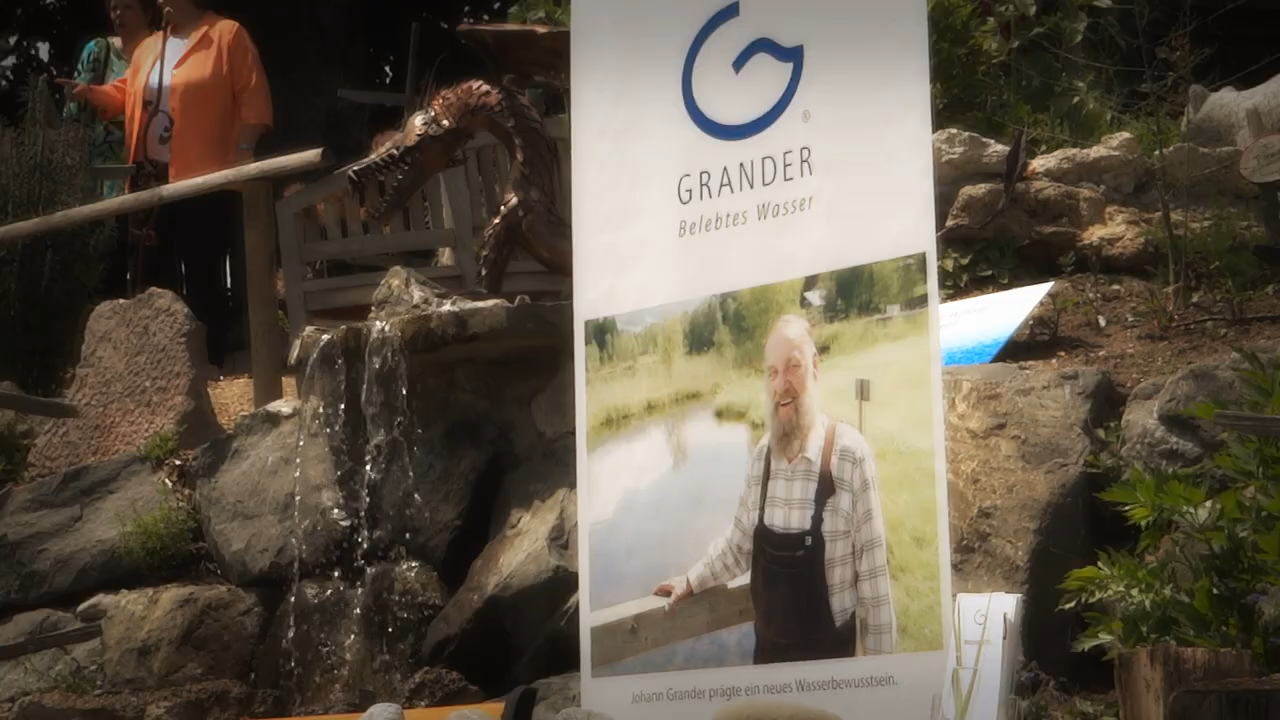 GRANDER
Belebtes Wasser
Johann Grander prägte ein neues Wasserbewusstsein.